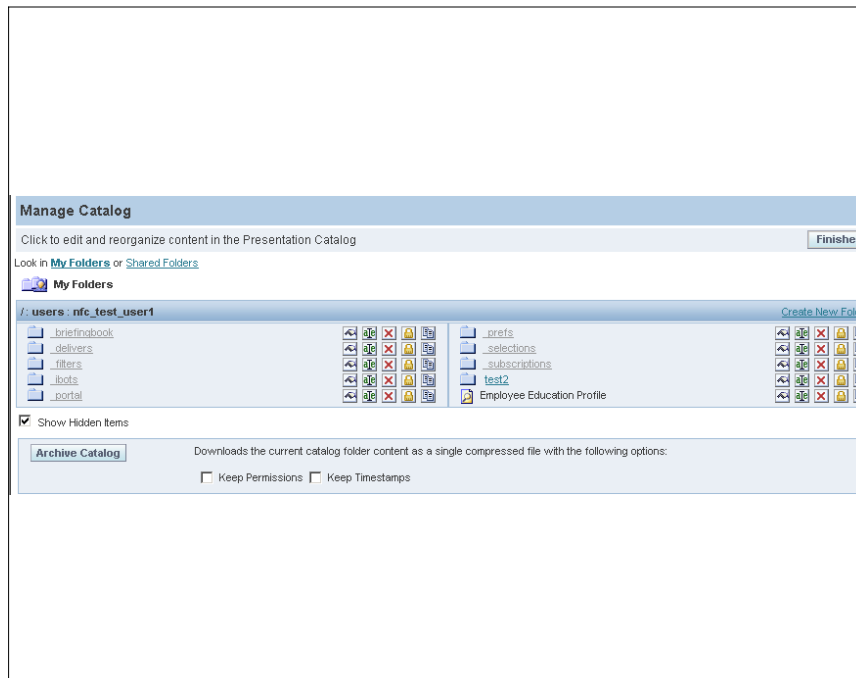 Manage Catalog
Click to edit and reorganize content in the Presentation Catalog
Finishe
Look in My Folders or Shared Folders
My Folders
/: users : nfc_test_user1
Create New Fol
_briefingbook
_delivers
_filters
_ibots
_portal
_prefs
_selections
_subscriptions
test2
Employee Education Profile
Show Hidden Items
Archive Catalog
Downloads the current catalog folder content as a single compressed file with the following options:
Keep Permissions
Keep Timestamps